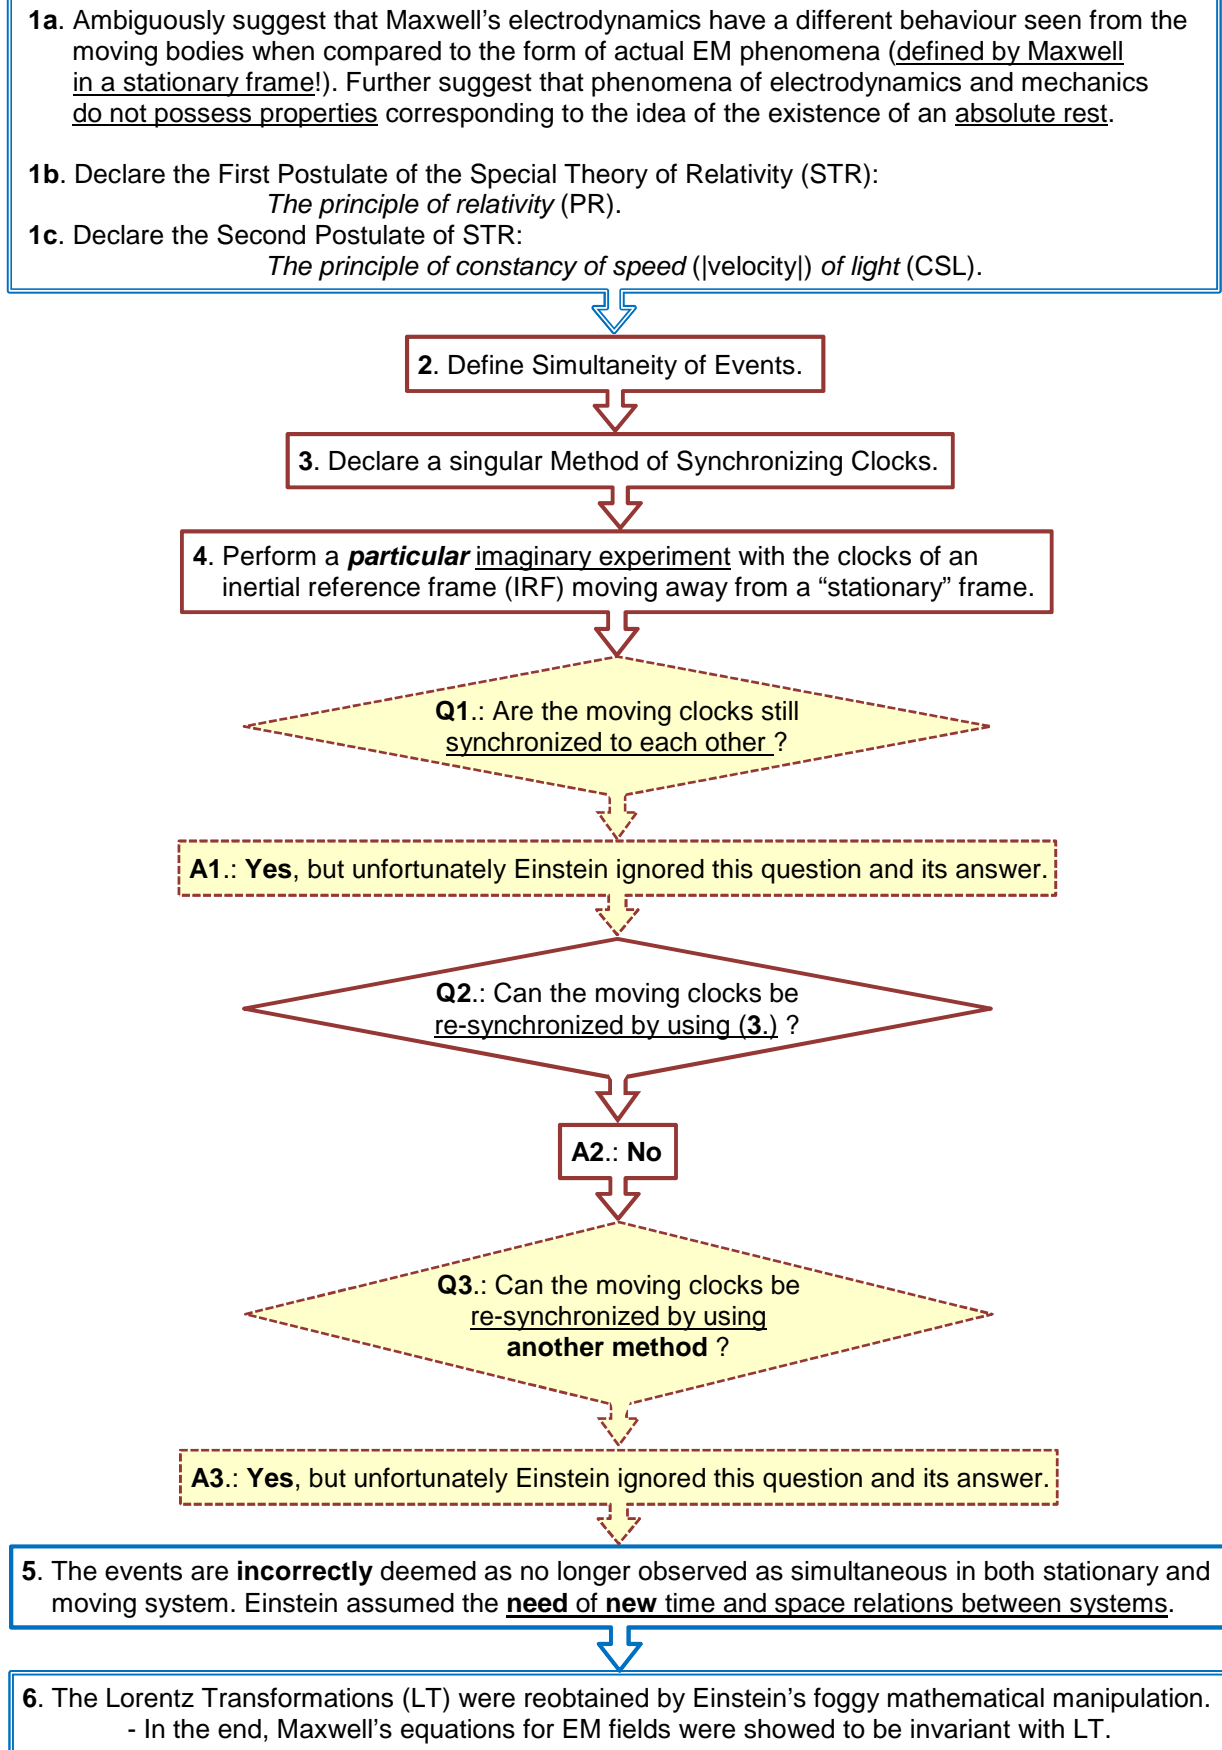 1a. Ambiguously suggest that Maxwell’s electrodynamics have a different behaviour seen from the
moving bodies when compared to the form of actual EM phenomena (defined by Maxwell
in a stationary frame!). Further suggest that phenomena of electrodynamics and mechanics
do not possess properties corresponding to the idea of the existence of an absolute rest.
1b. Declare the First Postulate of the Special Theory of Relativity (STR):
The principle of relativity (PR).
1c. Declare the Second Postulate of STR:
The principle of constancy of speed (|velocity|) of light (CSL).
2. Define Simultaneity of Events.
3. Declare a singular Method of Synchronizing Clocks.
4. Perform a particular imaginary experiment with the clocks of an
inertial reference frame (IRF) moving away from a “stationary” frame.
Q1.: Are the moving clocks still
synchronized to each other ?
A1.: Yes, but unfortunately Einstein ignored this question and its answer.
Q2.: Can the moving clocks be
re-synchronized by using (3.) ?
A2.: No
Q3.: Can the moving clocks be
re-synchronized by using
another method ?
A3.: Yes, but unfortunately Einstein ignored this question and its answer.
5. The events are incorrectly deemed as no longer observed as simultaneous in both stationary and
moving system. Einstein assumed the need of new time and space relations between systems.
6. The Lorentz Transformations (LT) were reobtained by Einstein’s foggy mathematical manipulation.
- In the end, Maxwell’s equations for EM fields were showed to be invariant with LT.